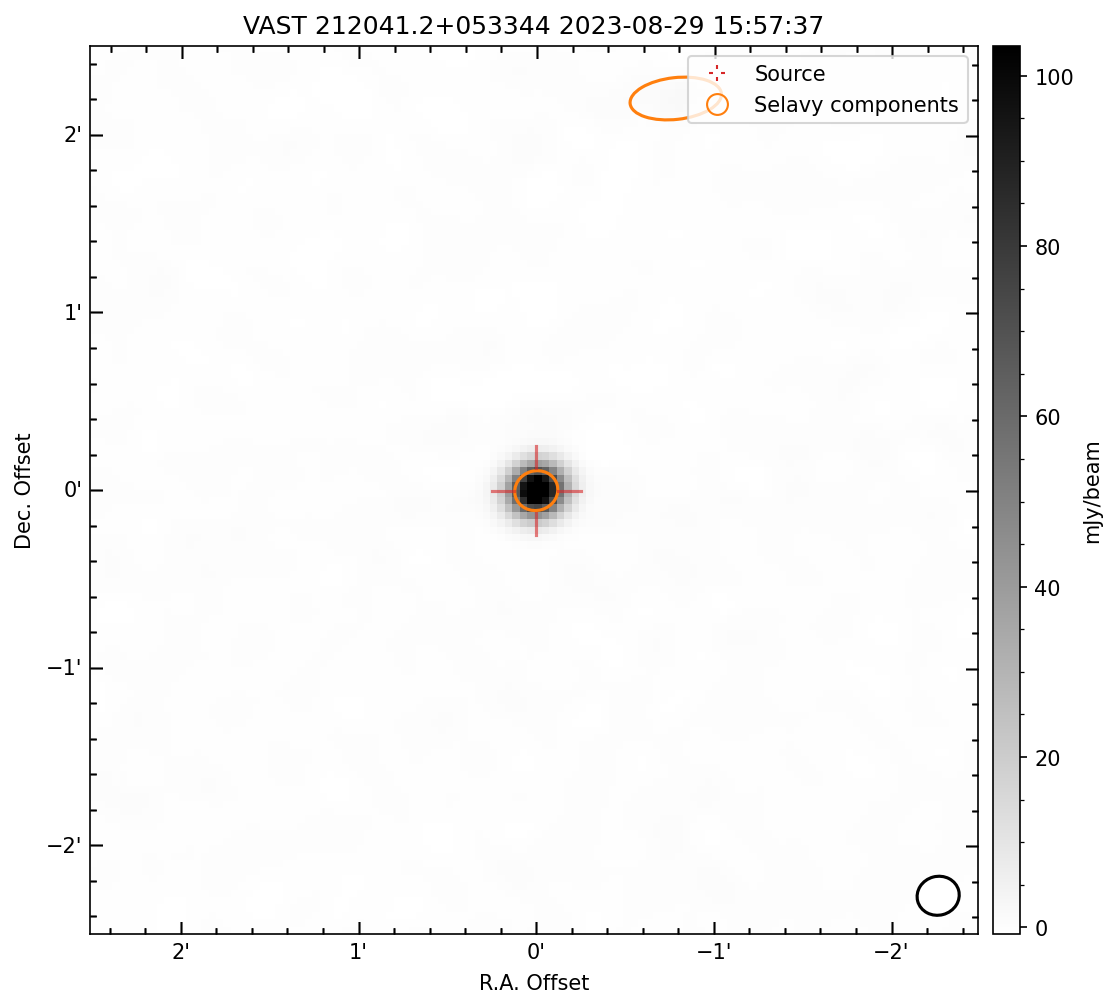 VAST 212041.2+053344 2023-08-29 15:57:37
Source
Selavy components
2'
1'
0'
−1'
−2'
Dec. Offset
2'
1'
0'
−1'
−2'
R.A. Offset
100
80
60
40
20
0
mJy/beam